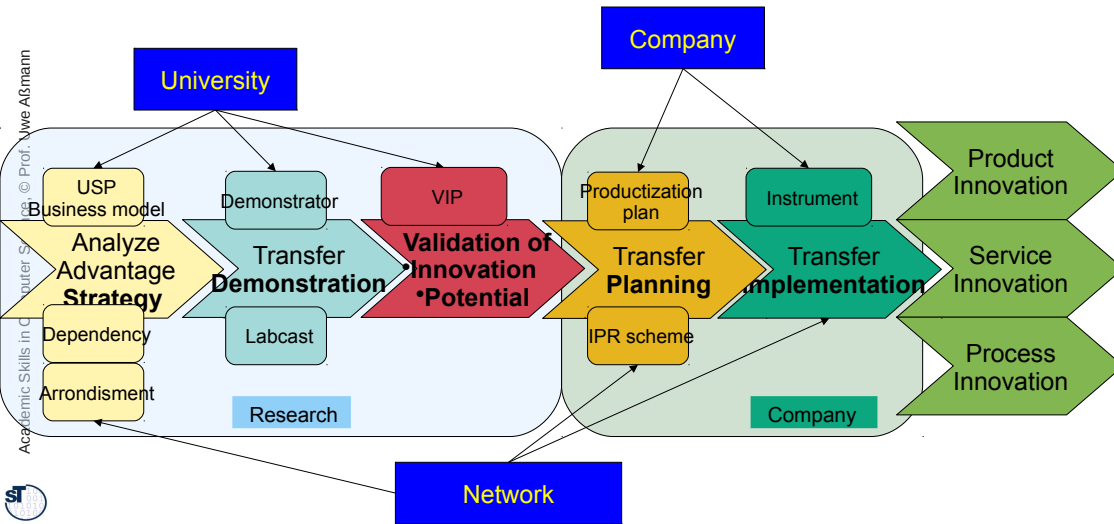 Company
University
USP
Business model
Demonstrator
VIP
Productization
plan
Instrument
Analyze
Advantage
Strategy
Transfer
Demonstration
•Validation of
Innovation
•Potential
Transfer
Planning
Transfer
Implementation
Product
Innovation
Service
Innovation
Process
Innovation
Dependency
Arrondisment
Labcast
IPR scheme
Research
Company
Network
Academic Skills in Computer Science, © Prof. Uwe Aßmann
sT